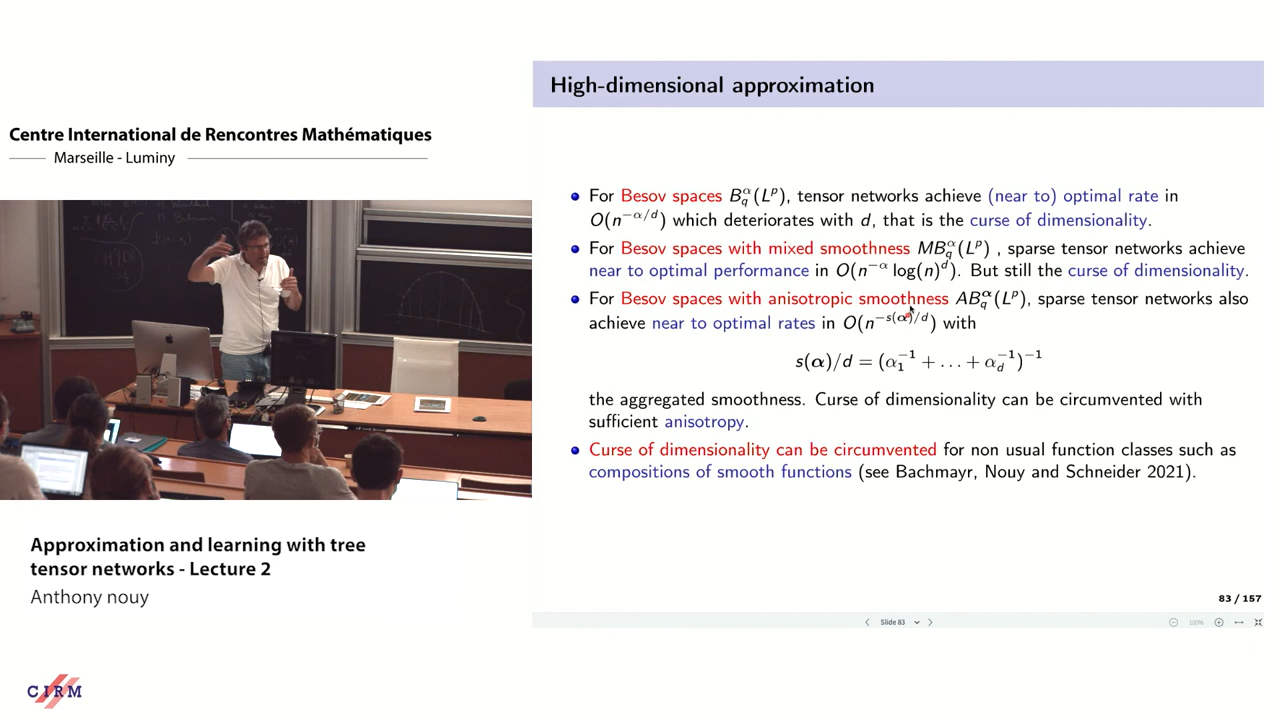 Centre International de Rencontres Mathématiques
Marseille - Luminy
Approximation and learning with tree
tensor networks - Lecture 2
Anthony nouy
CIRM
High-dimensional approximation
For Besov spaces B_q^α(L^p), tensor networks achieve (near to) optimal rate in
O(n^{-α/d}) which deteriorates with d, that is the curse of dimensionality.
For Besov spaces with mixed smoothness MB_q^α(L^p) , sparse tensor networks achieve
near to optimal performance in O(n^{-α} log(n)^d). But still the curse of dimensionality.
For Besov spaces with anisotropic smoothness AB_q^α(L^p), sparse tensor networks also
achieve near to optimal rates in O(n^{-s(α)/d}) with
s(α)/d = (α_1^{-1} + ... + α_d^{-1})^{-1}
the aggregated smoothness. Curse of dimensionality can be circumvented with
sufficient anisotropy.
Curse of dimensionality can be circumvented for non usual function classes such as
compositions of smooth functions (see Bachmayr, Nouy and Schneider 2021).
83 / 157
Slide 83
100%